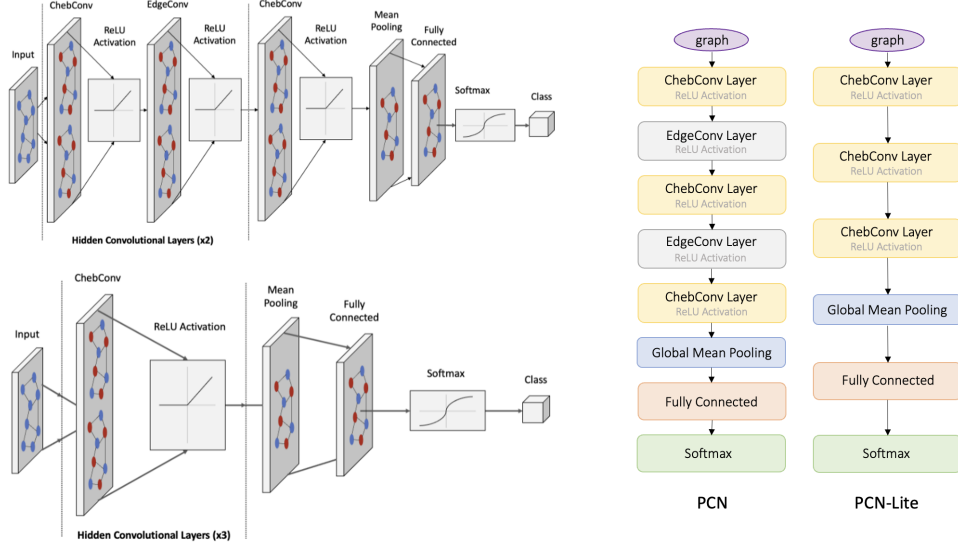 ChebConv
EdgeConv
ChebConv
ReLU
Activation
ReLU
Activation
ReLU
Activation
Mean
Pooling
Fully
Connected
Input
Softmax
Class
Hidden Convolutional Layers (x2)
ChebConv
Mean
Pooling
Fully
Connected
Input
ReLU Activation
Softmax
Class
Hidden Convolutional Layers (x3)
graph
ChebConv Layer
ReLU Activation
EdgeConv Layer
ReLU Activation
ChebConv Layer
ReLU Activation
EdgeConv Layer
ReLU Activation
ChebConv Layer
ReLU Activation
Global Mean Pooling
Fully Connected
Softmax
PCN
graph
ChebConv Layer
ReLU Activation
ChebConv Layer
ReLU Activation
ChebConv Layer
ReLU Activation
Global Mean Pooling
Fully Connected
Softmax
PCN-Lite